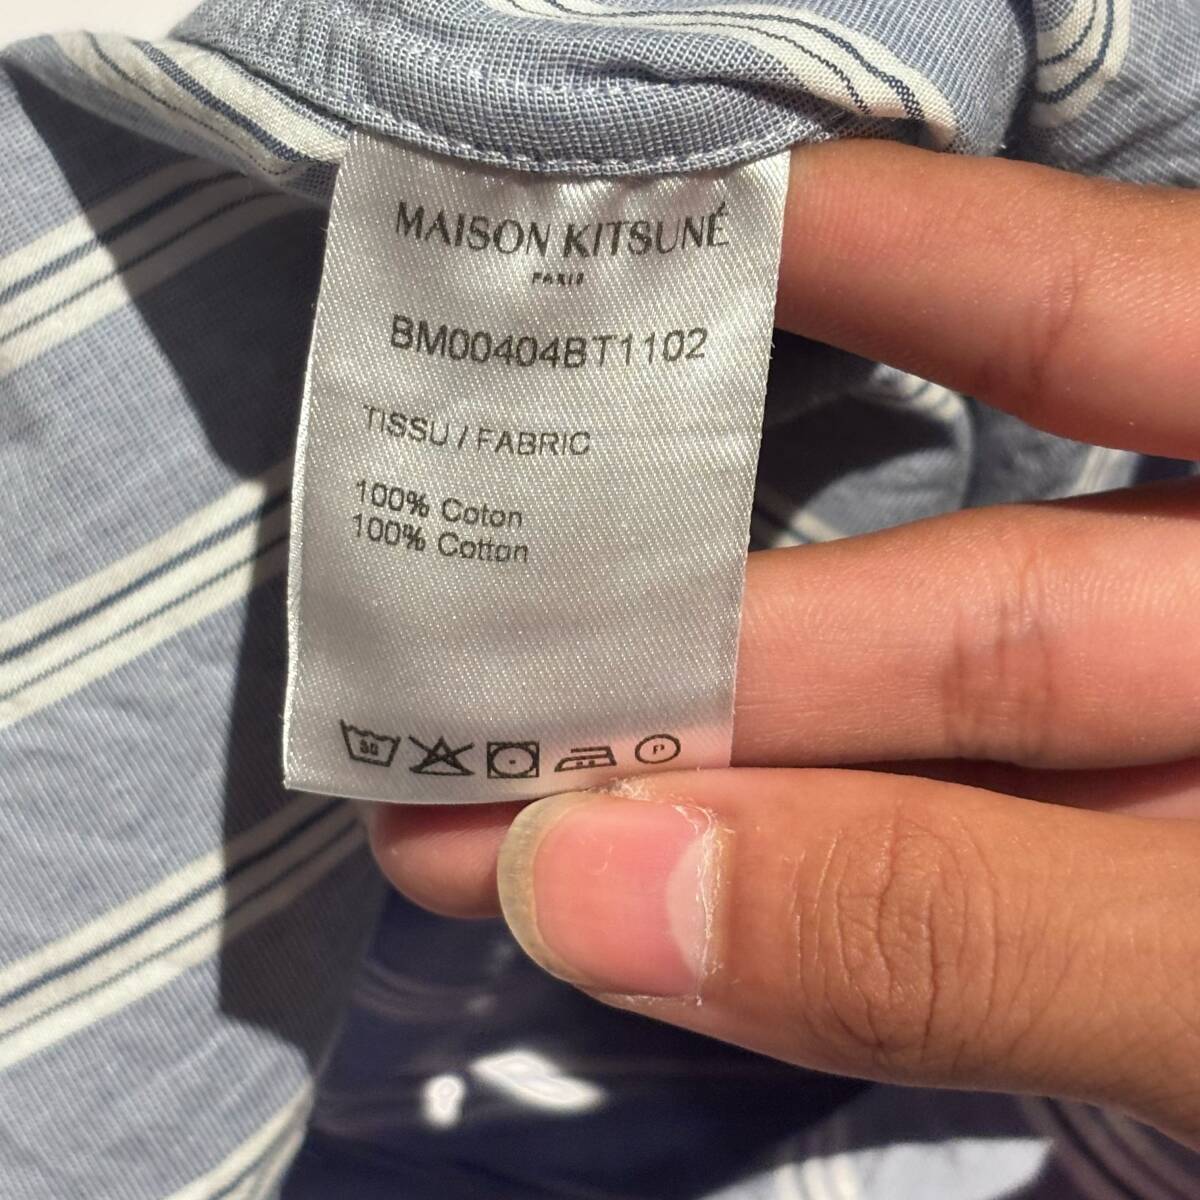 MAISON KITSUNÉ
PARIS
BM00404BT1102
TISSU / FABRIC
100% Coton
100% Cotton
30
P